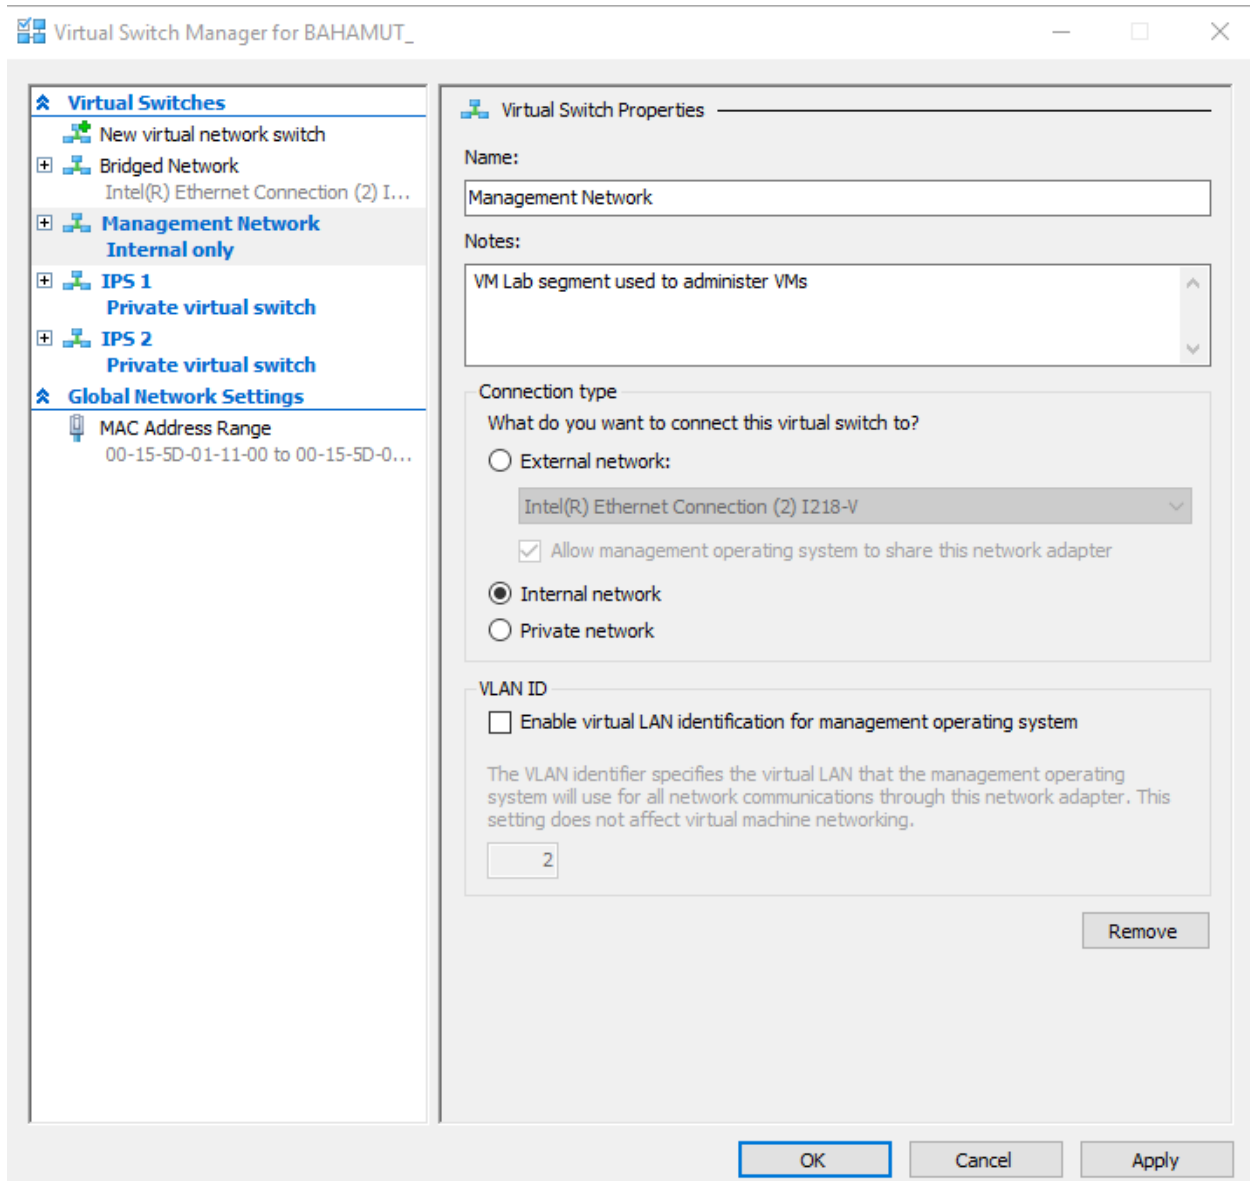 Virtual Switch Manager for BAHAMUT_
Virtual Switches
New virtual network switch
Bridged Network
Intel(R) Ethernet Connection (2) I...
Management Network
Internal only
IPS 1
Private virtual switch
IPS 2
Private virtual switch
Global Network Settings
MAC Address Range
00-15-5D-01-11-00 to 00-15-5D-0...
Virtual Switch Properties
Name:
Management Network
Notes:
VM Lab segment used to administer VMs
Connection type
What do you want to connect this virtual switch to?
External network:
Intel(R) Ethernet Connection (2) I218-V
Allow management operating system to share this network adapter
Internal network
Private network
VLAN ID
Enable virtual LAN identification for management operating system
The VLAN identifier specifies the virtual LAN that the management operating
system will use for all network communications through this network adapter. This
setting does not affect virtual machine networking.
2
Remove
OK Cancel Apply